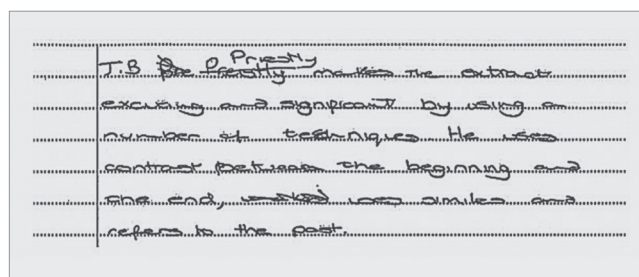 J.B Priestly makes the extract
exciting and significant by using a
number of techniques He uses
contrast between the beginning and
the end, uses similes and
refers to the past.